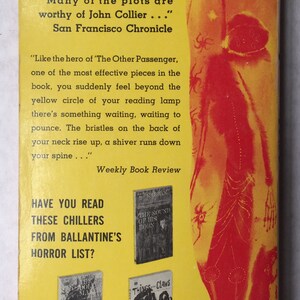 Many of the plots are
worthy of John Collier . . ."
San Francisco Chronicle
"Like the hero of 'The Other Passenger,
one of the most effective pieces in the
book, you suddenly feel beyond the
yellow circle of your reading lamp
there's something waiting, waiting to
pounce. The bristles on the back of
your neck rise up, a shiver runs down
your spine . . ."
Weekly Book Review
HAVE YOU READ
THESE CHILLERS
FROM BALLANTINE'S
HORROR LIST?